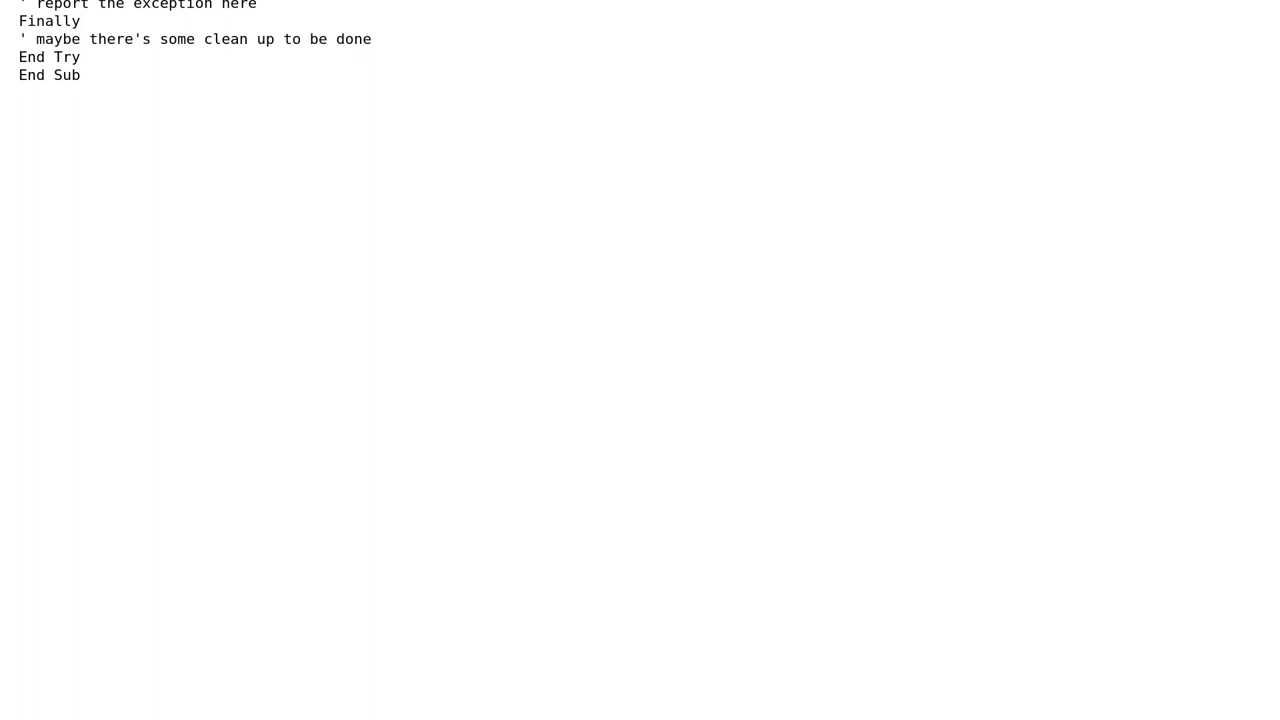 ' report the exception here
Finally
' maybe there's some clean up to be done
End Try
End Sub